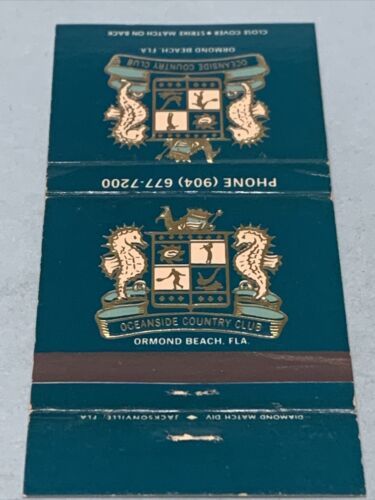 CLOSE COVER ★ STRIKE MATCH ON BACK
ORMOND BEACH, FLA
OCEANSIDE COUNTRY CLUB
PHONE (904) 677-7200
OCEANSIDE COUNTRY CLUB
ORMOND BEACH, FLA.
DIAMOND MATCH DIV. ◆ JACKSONVILLE, FLA